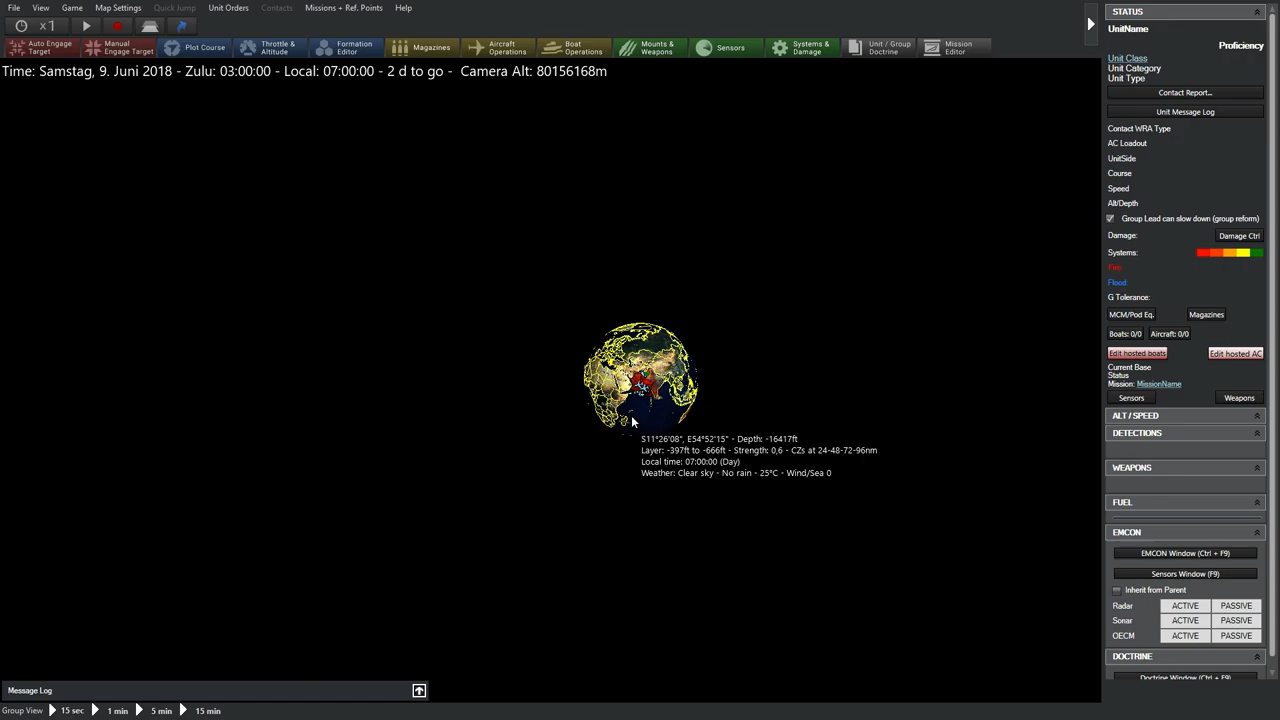 File View Game Map Settings Quick Jump Unit Orders Contacts Missions + Ref. Points Help
×1
Auto Engage Target
Manual Engage Target
Plot Course
Throttle & Altitude
Formation Editor
Magazines
Aircraft Operations
Boat Operations
Mounts & Weapons
Sensors
Systems & Damage
Unit / Group Doctrine
Mission Editor
Time: Samstag, 9. Juni 2018 - Zulu: 03:00:00 - Local: 07:00:00 - 2 d to go - Camera Alt: 80156168m
S11°26'08", E54°52'15" - Depth: -16417ft
Layer: -397ft to -666ft - Strength: 0,6 - CZs at 24-48-72-96nm
Local time: 07:00:00 (Day)
Weather: Clear sky - No rain - 25°C - Wind/Sea 0
Message Log
Group View 15 sec 1 min 5 min 15 min
STATUS
UnitName
Proficiency
Unit Class
Unit Category
Unit Type
Contact Report...
Unit Message Log
Contact WRA Type
AC Loadout
UnitSide
Course
Speed
Alt/Depth
Group Lead can slow down (group reform)
Damage: Damage Ctrl
Systems:
Fire:
Flood:
G Tolerance:
MCM/Pod Eq. Magazines
Boats: 0/0 Aircraft: 0/0
Edit hosted boats Edit hosted AC
Current Base
Status
Mission: MissionName
Sensors Weapons
ALT / SPEED
DETECTIONS
WEAPONS
FUEL
EMCON
EMCON Window (Ctrl + F9)
Sensors Window (F9)
Inherit from Parent
Radar ACTIVE PASSIVE
Sonar ACTIVE PASSIVE
OECM ACTIVE PASSIVE
DOCTRINE
Doctrine Window (Ctrl+F9)